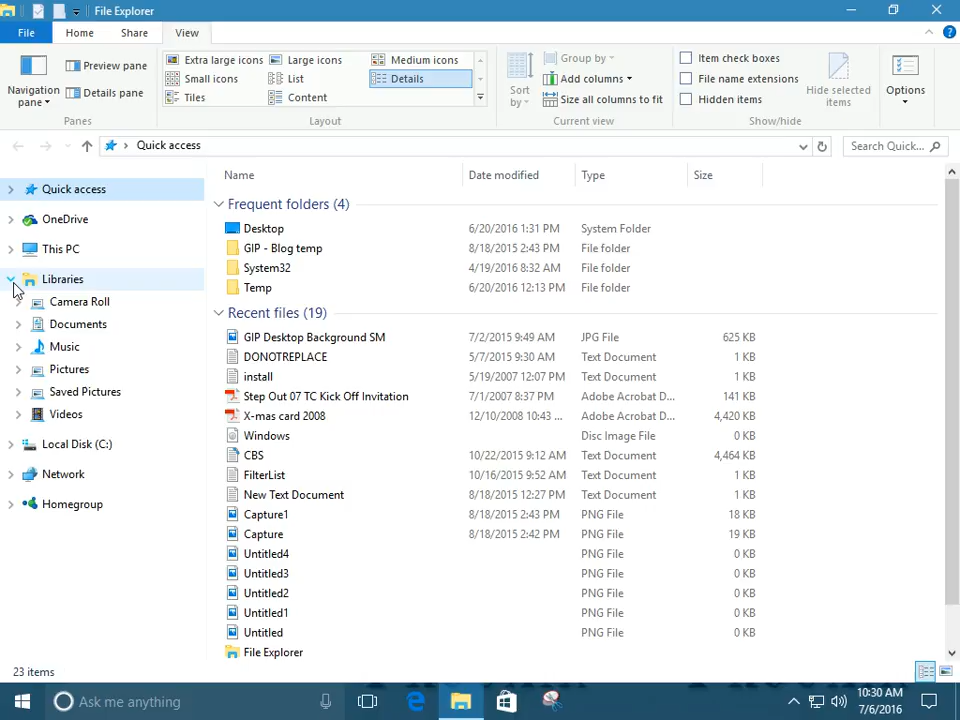 File Explorer
File Home Share View
Navigation pane
Preview pane
Details pane
Panes
Extra large icons Large icons Medium icons
Small icons List Details
Tiles Content
Layout
Sort by
Group by
Add columns
Size all columns to fit
Current view
Item check boxes
File name extensions
Hidden items
Hide selected items
Show/hide
Options
Quick access
Search Quick...
Quick access
OneDrive
This PC
Libraries
Camera Roll
Documents
Music
Pictures
Saved Pictures
Videos
Local Disk (C:)
Network
Homegroup
Name Date modified Type Size
Frequent folders (4)
Desktop 6/20/2016 1:31 PM System Folder
GIP - Blog temp 8/18/2015 2:43 PM File folder
System32 4/19/2016 8:32 AM File folder
Temp 6/20/2016 12:13 PM File folder
Recent files (19)
GIP Desktop Background SM 7/2/2015 9:49 AM JPG File 625 KB
DONOTREPLACE 5/7/2015 9:30 AM Text Document 1 KB
install 5/19/2007 12:07 PM Text Document 1 KB
Step Out 07 TC Kick Off Invitation 7/1/2007 8:37 PM Adobe Acrobat D... 141 KB
X-mas card 2008 12/10/2008 10:43 ... Adobe Acrobat D... 4,420 KB
Windows Disc Image File 0 KB
CBS 10/22/2015 9:12 AM Text Document 4,464 KB
FilterList 10/16/2015 9:52 AM Text Document 1 KB
New Text Document 8/18/2015 12:27 PM Text Document 1 KB
Capture1 8/18/2015 2:43 PM PNG File 18 KB
Capture 8/18/2015 2:42 PM PNG File 19 KB
Untitled4 PNG File 0 KB
Untitled3 PNG File 0 KB
Untitled2 PNG File 0 KB
Untitled1 PNG File 0 KB
Untitled PNG File 0 KB
File Explorer
23 items
Ask me anything
10:30 AM
7/6/2016